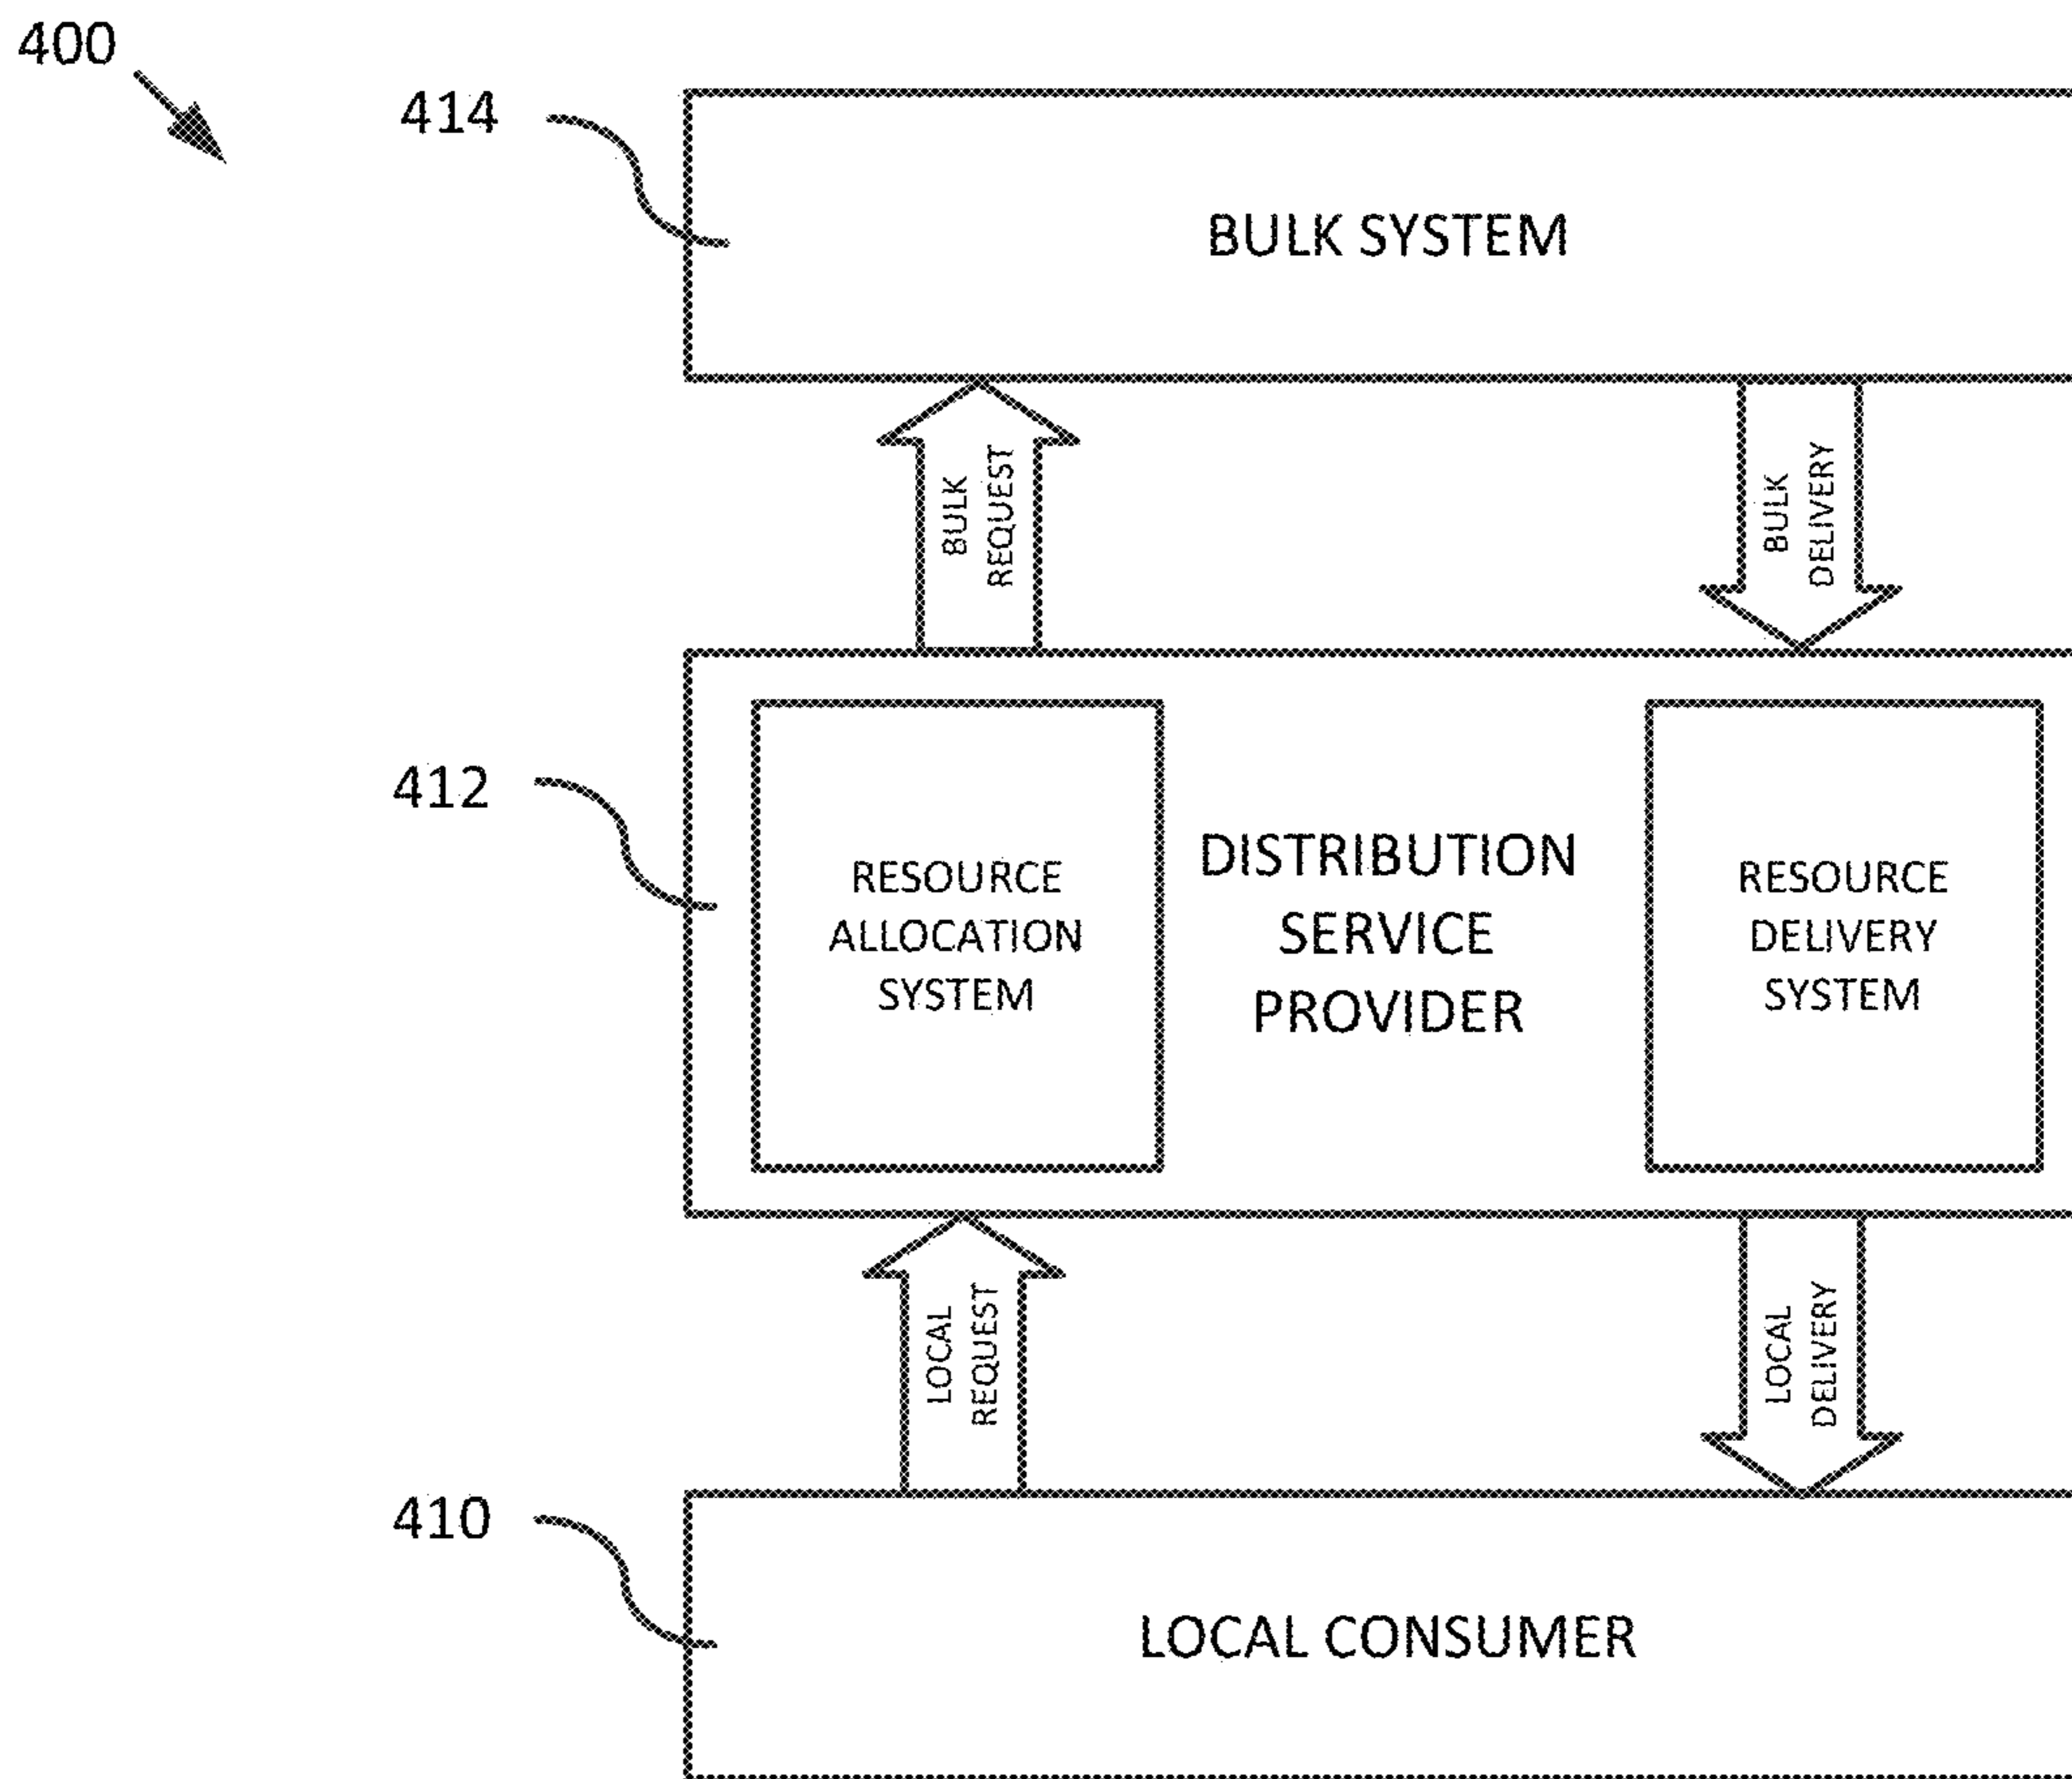 400
414
BULK SYSTEM
BULK
REQUEST
BULK
DELIVERY
412
RESOURCE
ALLOCATION
SYSTEM
DISTRIBUTION
SERVICE
PROVIDER
RESOURCE
DELIVERY
SYSTEM
LOCAL
REQUEST
LOCAL
DELIVERY
410
LOCAL CONSUMER